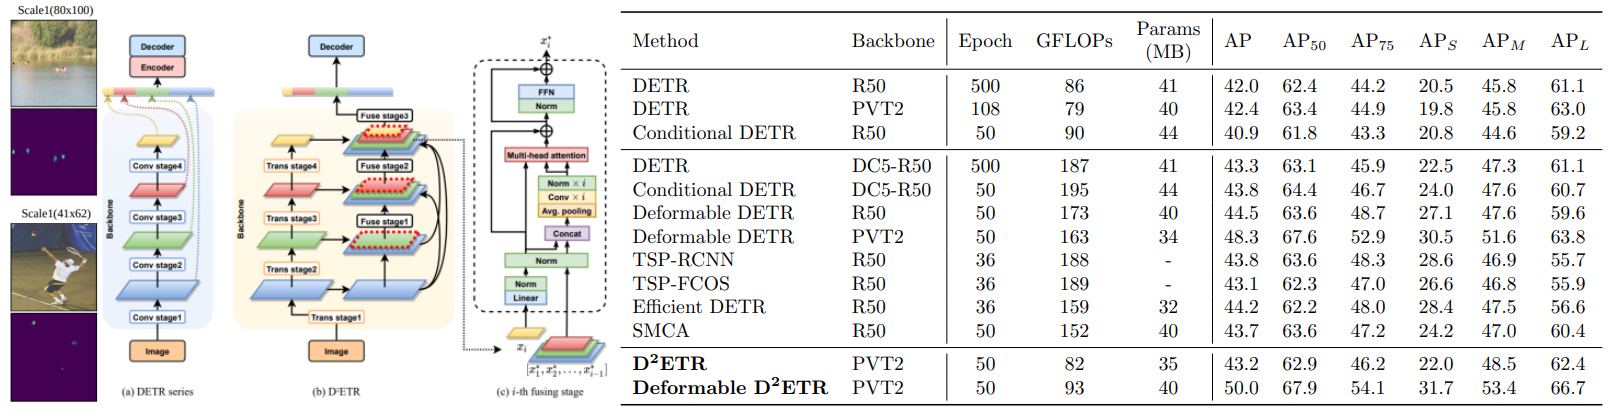 Scale1(80x100)
Scale1(41x62)
Decoder
Encoder
Conv stage4
Conv stage3
Conv stage2
Conv stage1
Image
Backbone
(a) DETR series
Decoder
Fuse stage3
Trans stage4
Fuse stage2
Trans stage3
Fuse stage1
Trans stage2
Trans stage1
Image
Backbone
(b) D²ETR
x_i^*
FFN
Norm
Multi-head attention
Norm × i
Conv × i
Avg. pooling
Concat
Norm
Norm
Linear
x_i
[x_1^*, x_2^*, ..., x_{i-1}^*]
(c) i-th fusing stage
Method Backbone Epoch GFLOPs Params (MB) AP AP50 AP75 APS APM APL
DETR R50 500 86 41 42.0 62.4 44.2 20.5 45.8 61.1
DETR PVT2 108 79 40 42.4 63.4 44.9 19.8 45.8 63.0
Conditional DETR R50 50 90 44 40.9 61.8 43.3 20.8 44.6 59.2
DETR DC5-R50 500 187 41 43.3 63.1 45.9 22.5 47.3 61.1
Conditional DETR DC5-R50 50 195 44 43.8 64.4 46.7 24.0 47.6 60.7
Deformable DETR R50 50 173 40 44.5 63.6 48.7 27.1 47.6 59.6
Deformable DETR PVT2 50 163 34 48.3 67.6 52.9 30.5 51.6 63.8
TSP-RCNN R50 36 188 - 43.8 63.6 48.3 28.6 46.9 55.7
TSP-FCOS R50 36 189 - 43.1 62.3 47.0 26.6 46.8 55.9
Efficient DETR R50 36 159 32 44.2 62.2 48.0 28.4 47.5 56.6
SMCA R50 50 152 40 43.7 63.6 47.2 24.2 47.0 60.4
D²ETR PVT2 50 82 35 43.2 62.9 46.2 22.0 48.5 62.4
Deformable D²ETR PVT2 50 93 40 50.0 67.9 54.1 31.7 53.4 66.7